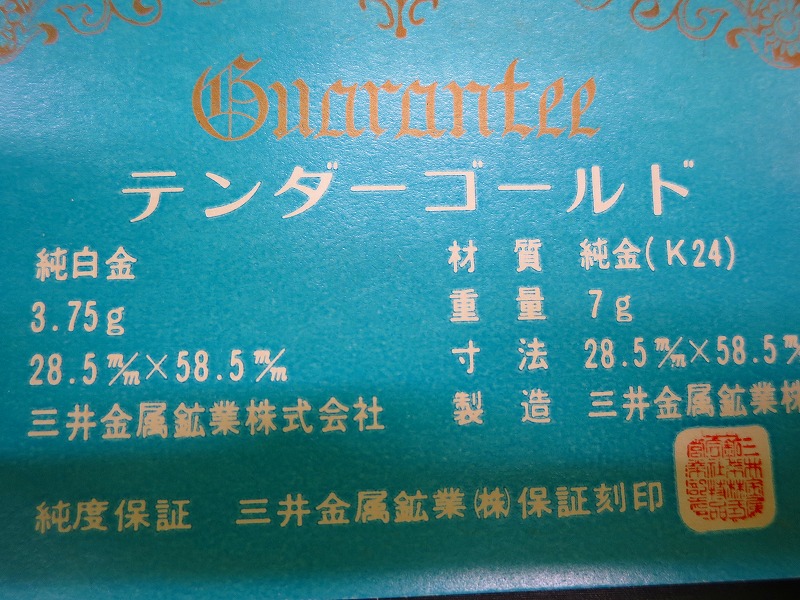 Guarantee
テンダーゴールド
純白金 材質 純金(K24)
3.75g 重量 7g
28.5㎜×58.5㎜ 寸法 28.5㎜×58.5
三井金属鉱業株式会社 製造 三井金属鉱業株
純度保証 三井金属鉱業㈱保証刻印